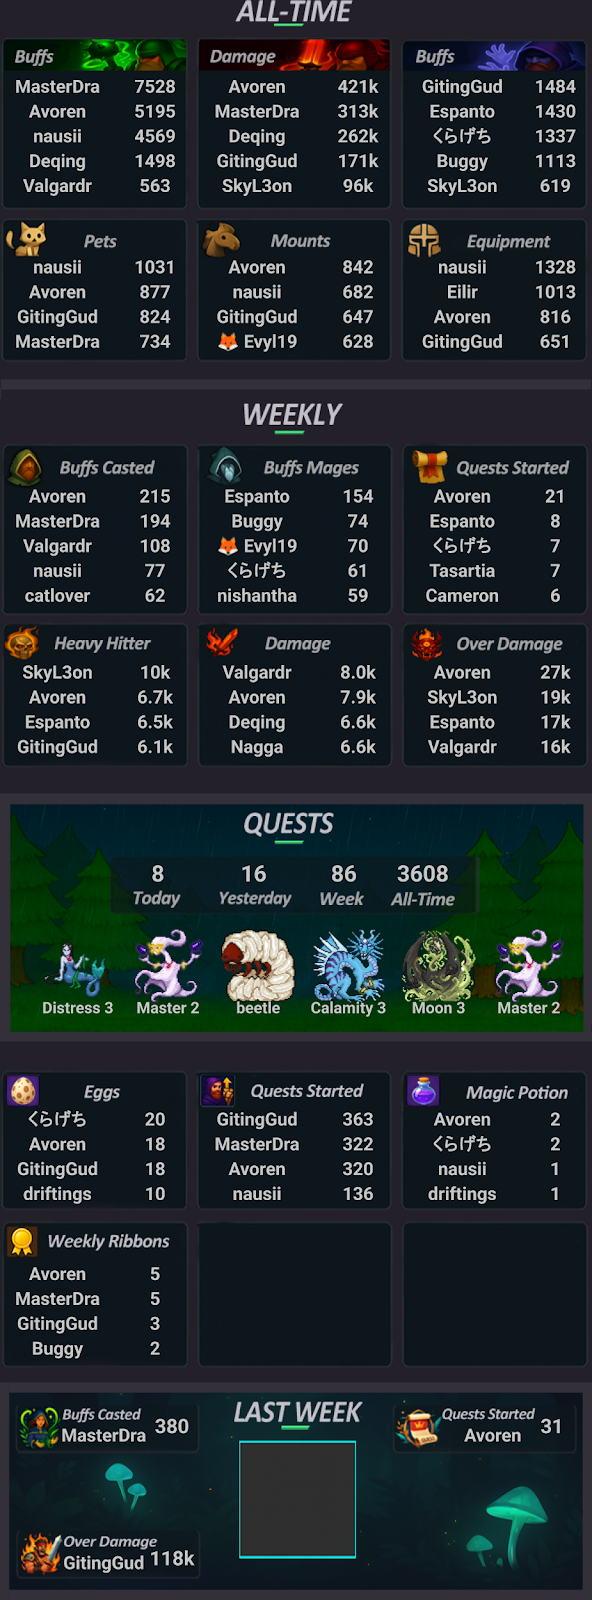 ALL-TIME
Buffs Damage Buffs
MasterDra 7528 Avoren 421k GitingGud 1484
Avoren 5195 MasterDra 313k Espanto 1430
nausii 4569 Deqing 262k くらげち 1337
Deqing 1498 GitingGud 171k Buggy 1113
Valgardr 563 SkyL3on 96k SkyL3on 619
Pets Mounts Equipment
nausii 1031 Avoren 842 nausii 1328
Avoren 877 nausii 682 Eilir 1013
GitingGud 824 GitingGud 647 Avoren 816
MasterDra 734 🦊 Evyl19 628 GitingGud 651
WEEKLY
Buffs Casted Buffs Mages Quests Started
Avoren 215 Espanto 154 Avoren 21
MasterDra 194 Buggy 74 Espanto 8
Valgardr 108 🦊 Evyl19 70 くらげち 7
nausii 77 くらげち 61 Tasartia 7
catlover 62 nishantha 59 Cameron 6
Heavy Hitter Damage Over Damage
SkyL3on 10k Valgardr 8.0k Avoren 27k
Avoren 6.7k Avoren 7.9k SkyL3on 19k
Espanto 6.5k Deqing 6.6k Espanto 17k
GitingGud 6.1k Nagga 6.6k Valgardr 16k
QUESTS
8 16 86 3608
Today Yesterday Week All-Time
Distress 3 Master 2 beetle Calamity 3 Moon 3 Master 2
Eggs Quests Started Magic Potion
くらげち 20 GitingGud 363 Avoren 2
Avoren 18 MasterDra 322 くらげち 2
GitingGud 18 Avoren 320 nausii 1
driftings 10 nausii 136 driftings 1
Weekly Ribbons
Avoren 5
MasterDra 5
GitingGud 3
Buggy 2
LAST WEEK
Buffs Casted
MasterDra 380
Quests Started
Avoren 31
Over Damage
GitingGud 118k